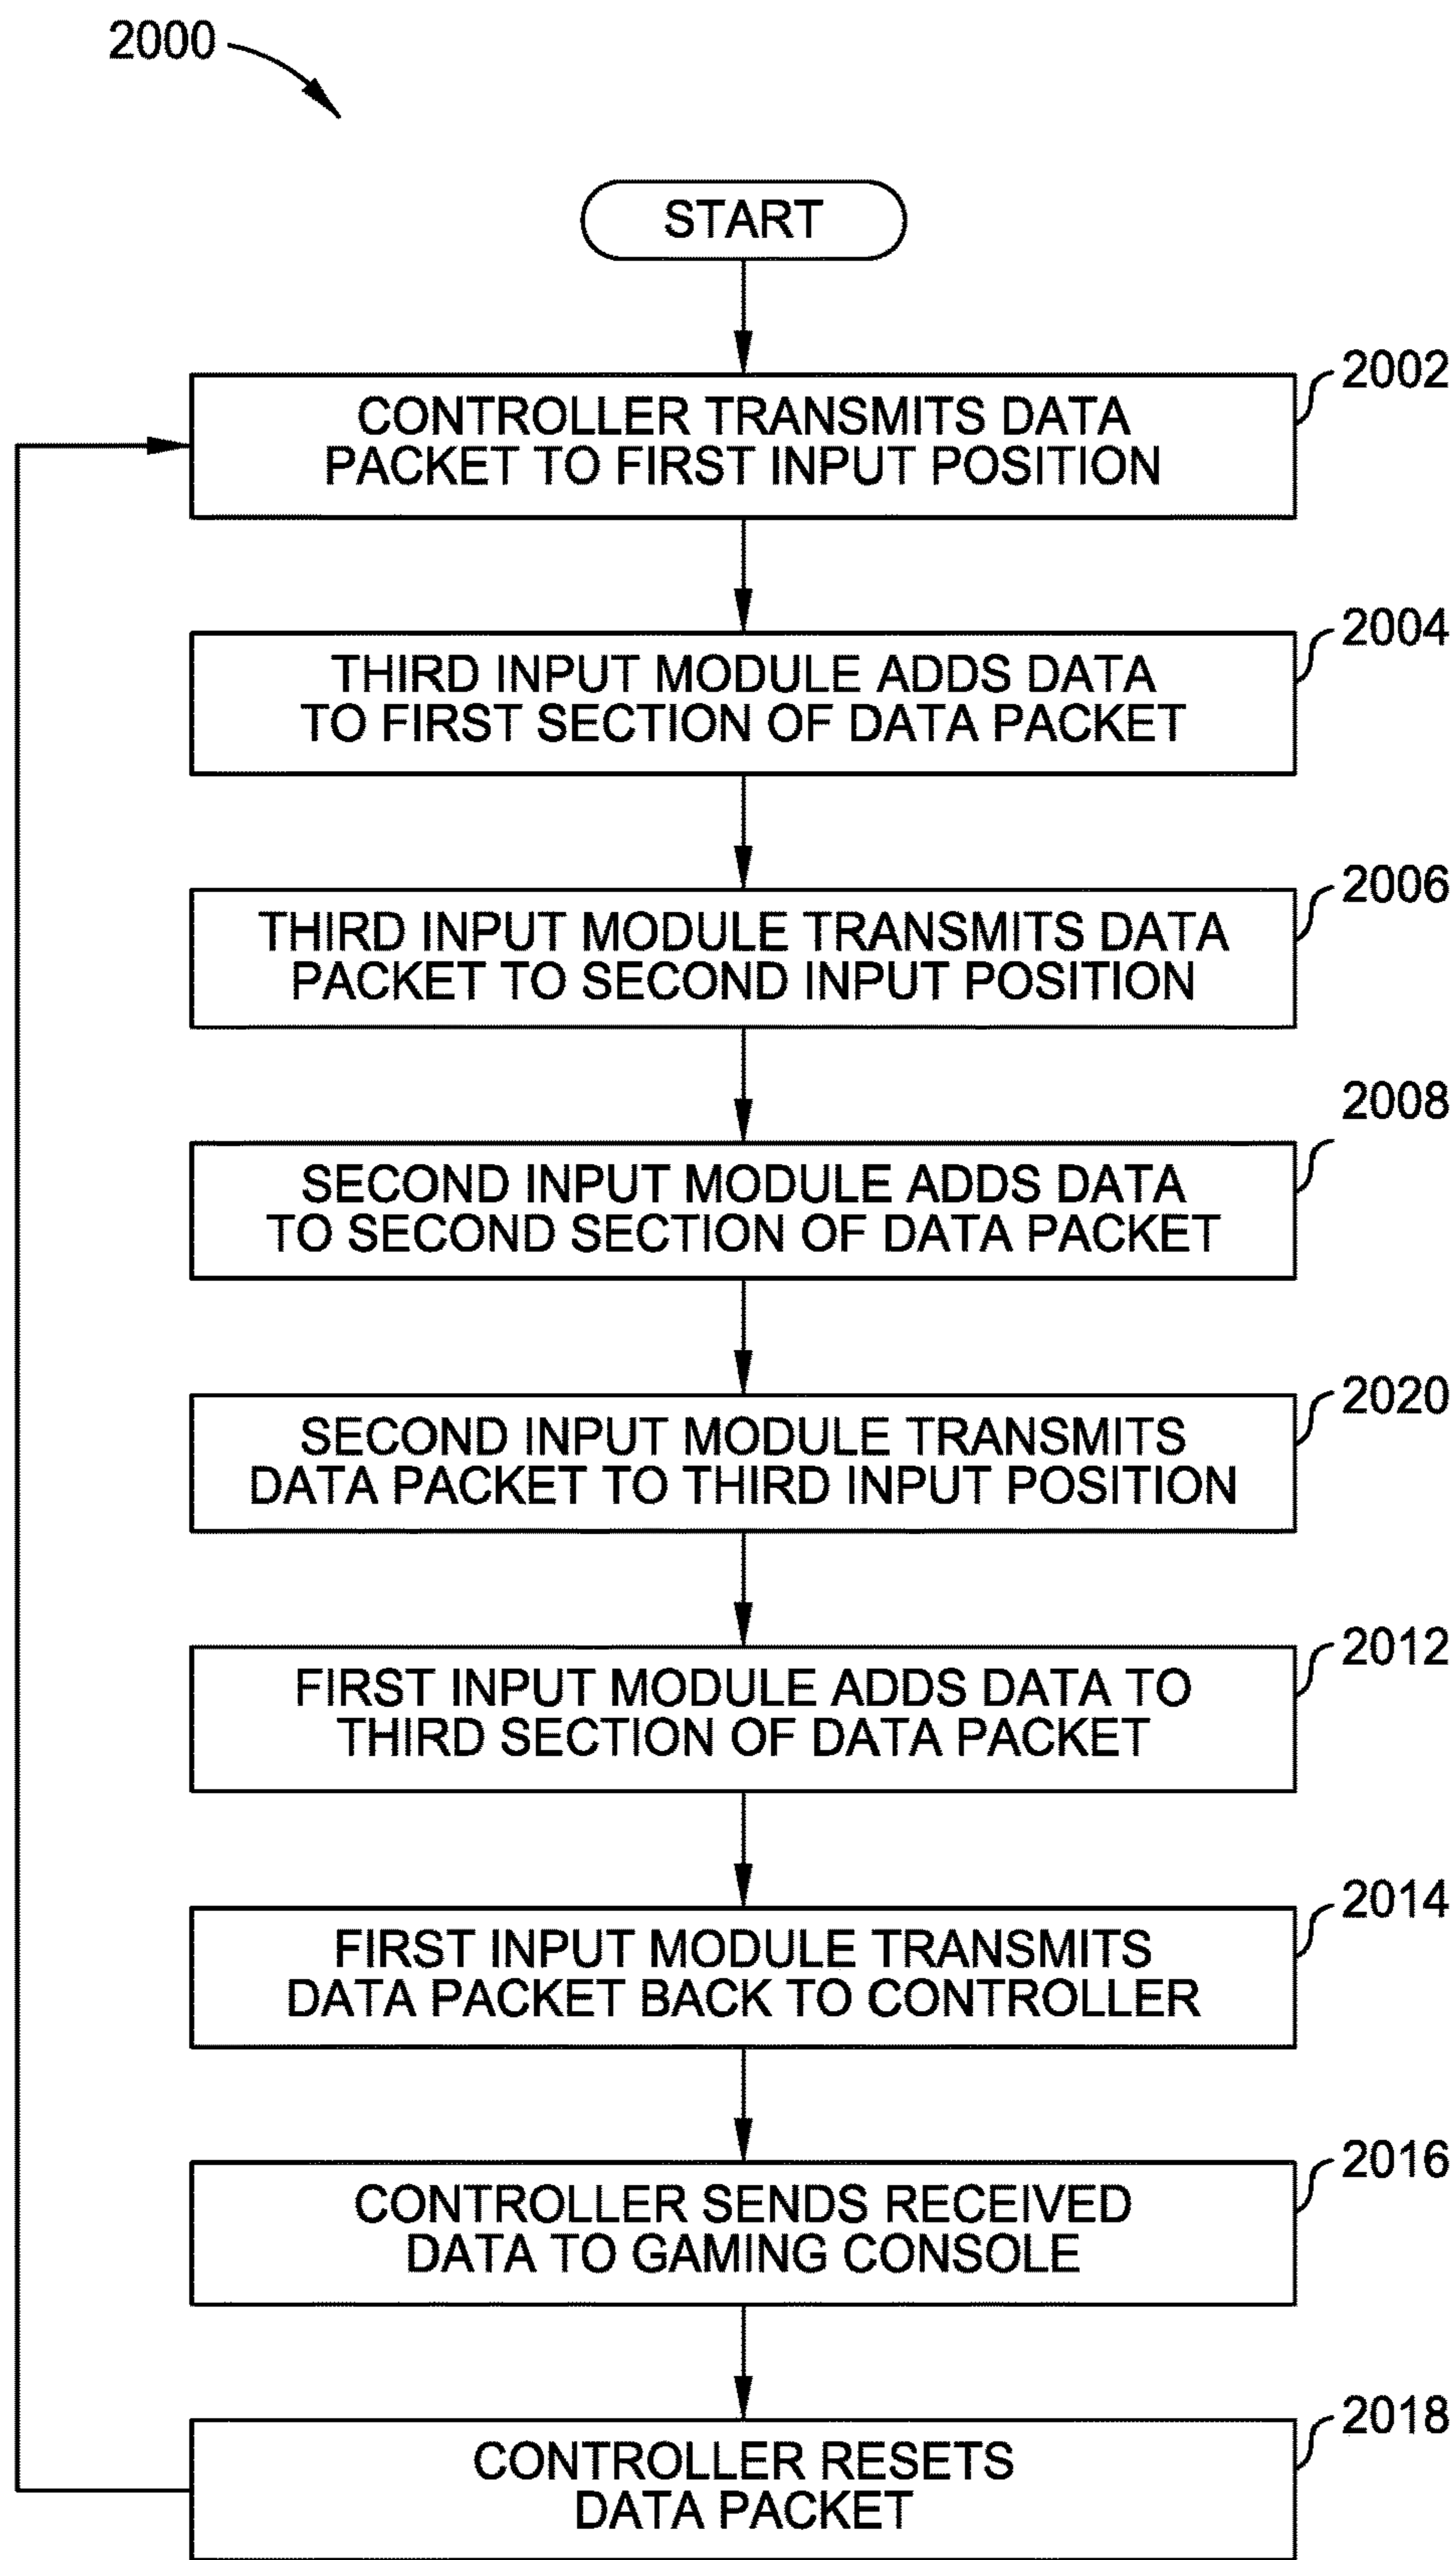 2000
START
2002
CONTROLLER TRANSMITS DATA
PACKET TO FIRST INPUT POSITION
2004
THIRD INPUT MODULE ADDS DATA
TO FIRST SECTION OF DATA PACKET
2006
THIRD INPUT MODULE TRANSMITS DATA
PACKET TO SECOND INPUT POSITION
2008
SECOND INPUT MODULE ADDS DATA
TO SECOND SECTION OF DATA PACKET
2020
SECOND INPUT MODULE TRANSMITS
DATA PACKET TO THIRD INPUT POSITION
2012
FIRST INPUT MODULE ADDS DATA TO
THIRD SECTION OF DATA PACKET
2014
FIRST INPUT MODULE TRANSMITS
DATA PACKET BACK TO CONTROLLER
2016
CONTROLLER SENDS RECEIVED
DATA TO GAMING CONSOLE
2018
CONTROLLER RESETS
DATA PACKET